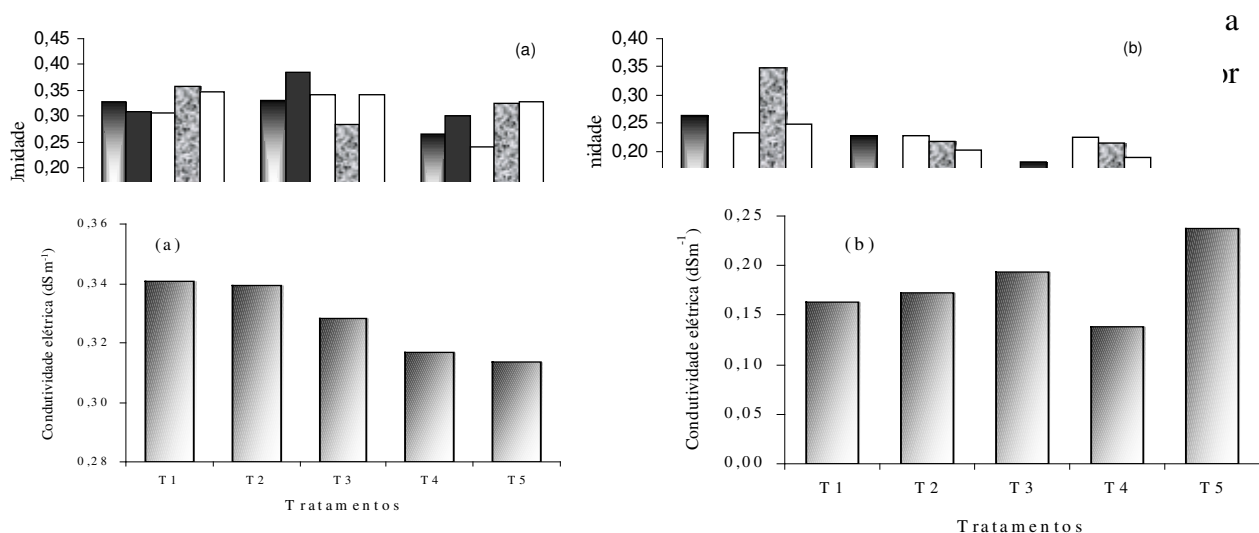 a
0,45
(a)
0,40
0,35
0,30
0,25
0,20
0,40
(b)
0,35
0,30
0,25
0,20
0,36
(a)
0,34
0,32
0,30
0,28
Condutividade elétrica (dS m⁻¹)
T1 T2 T3 T4 T5
Tratamentos
0,25
(b)
0,20
0,15
0,10
0,05
0,00
Condutividade elétrica (dSm⁻¹)
T1 T2 T3 T4 T5
Tratamentos